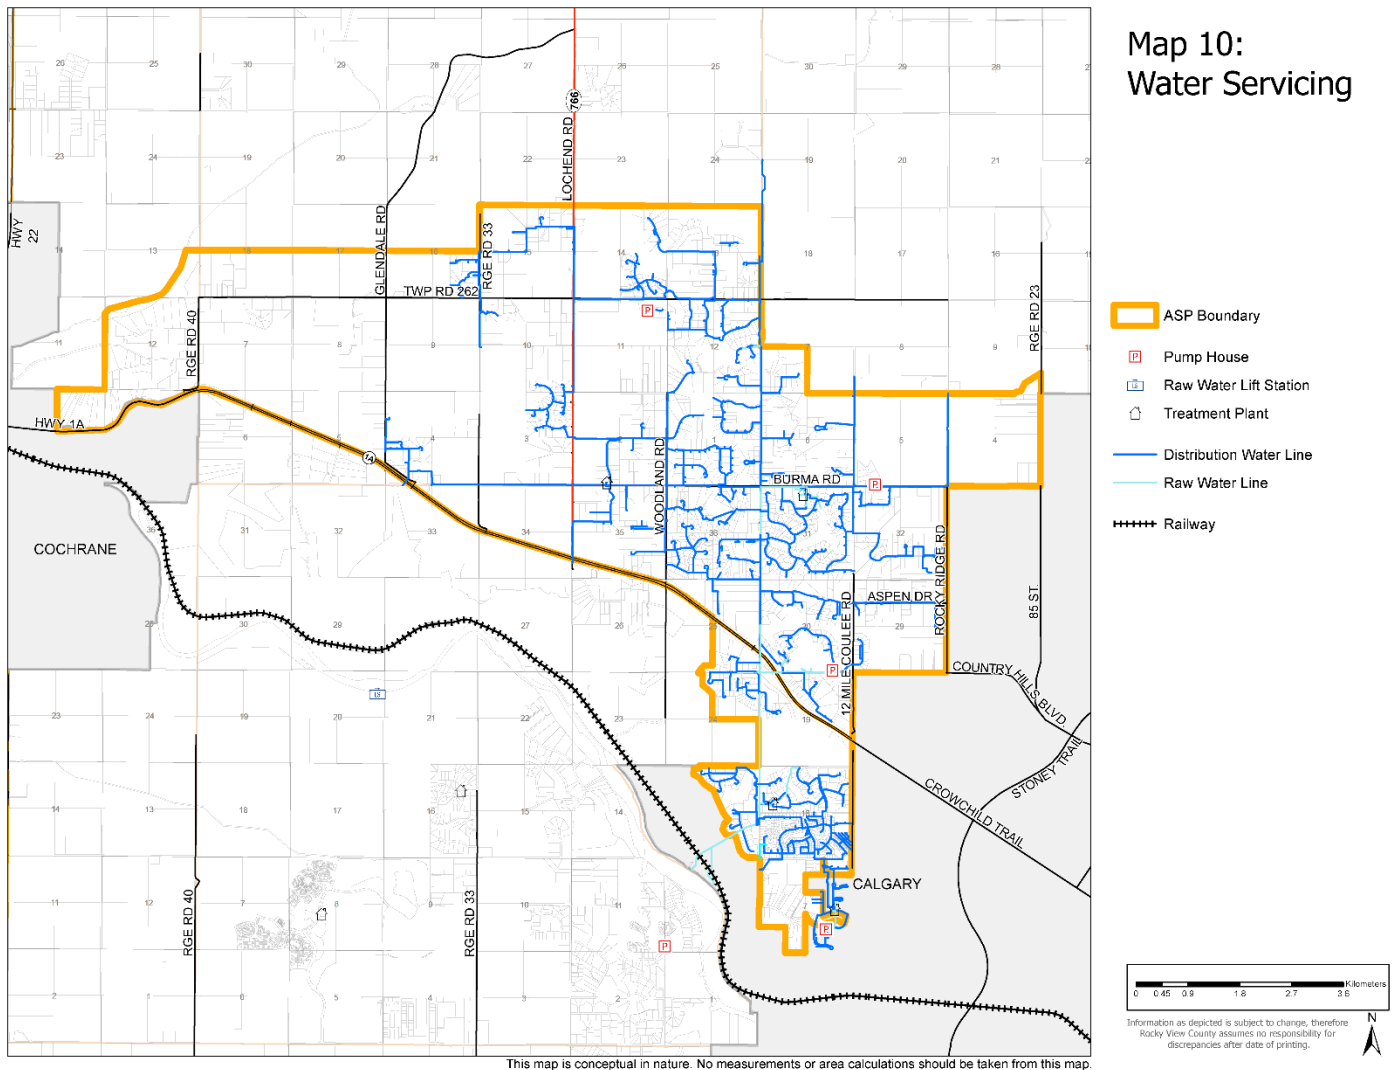 Map 10:
Water Servicing
ASP Boundary
P Pump House
LS Raw Water Lift Station
Treatment Plant
Distribution Water Line
Raw Water Line
Railway
HWY
22
GLENDALE RD
RGE RD 33
LOCHEND RD
766
TWP RD 262
RGE RD 40
RGE RD 23
HWY 1A
1A
WOODLAND RD
BURMA RD
COCHRANE
ASPEN DR
ROCKY RIDGE RD
12 MILE COULEE RD
85 ST.
COUNTRY HILLS BLVD
STONEY TRAIL
CROWCHILD TRAIL
CALGARY
RGE RD 40
RGE RD 33
LS
P
P
P
P
P
Kilometers
0 0.45 0.9 1.8 2.7 3.6
N
Information as depicted is subject to change, therefore
Rocky View County assumes no responsibility for
discrepancies after date of printing.
This map is conceptual in nature. No measurements or area calculations should be taken from this map.